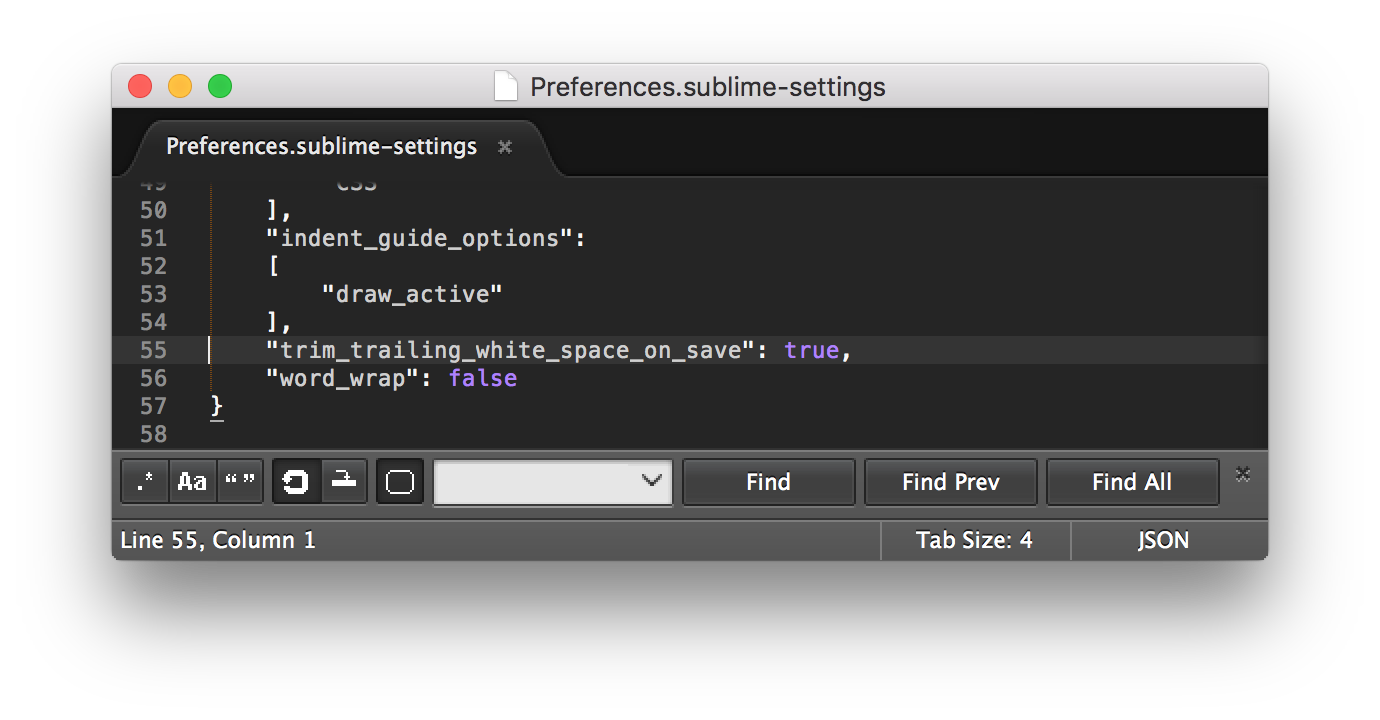 Preferences.sublime-settings
Preferences.sublime-settings
49 css
50 ],
51 "indent_guide_options":
52 [
53 "draw_active"
54 ],
55 "trim_trailing_white_space_on_save": true,
56 "word_wrap": false
57 }
58
.* Aa “ ” Find Find Prev Find All
Line 55, Column 1 Tab Size: 4 JSON